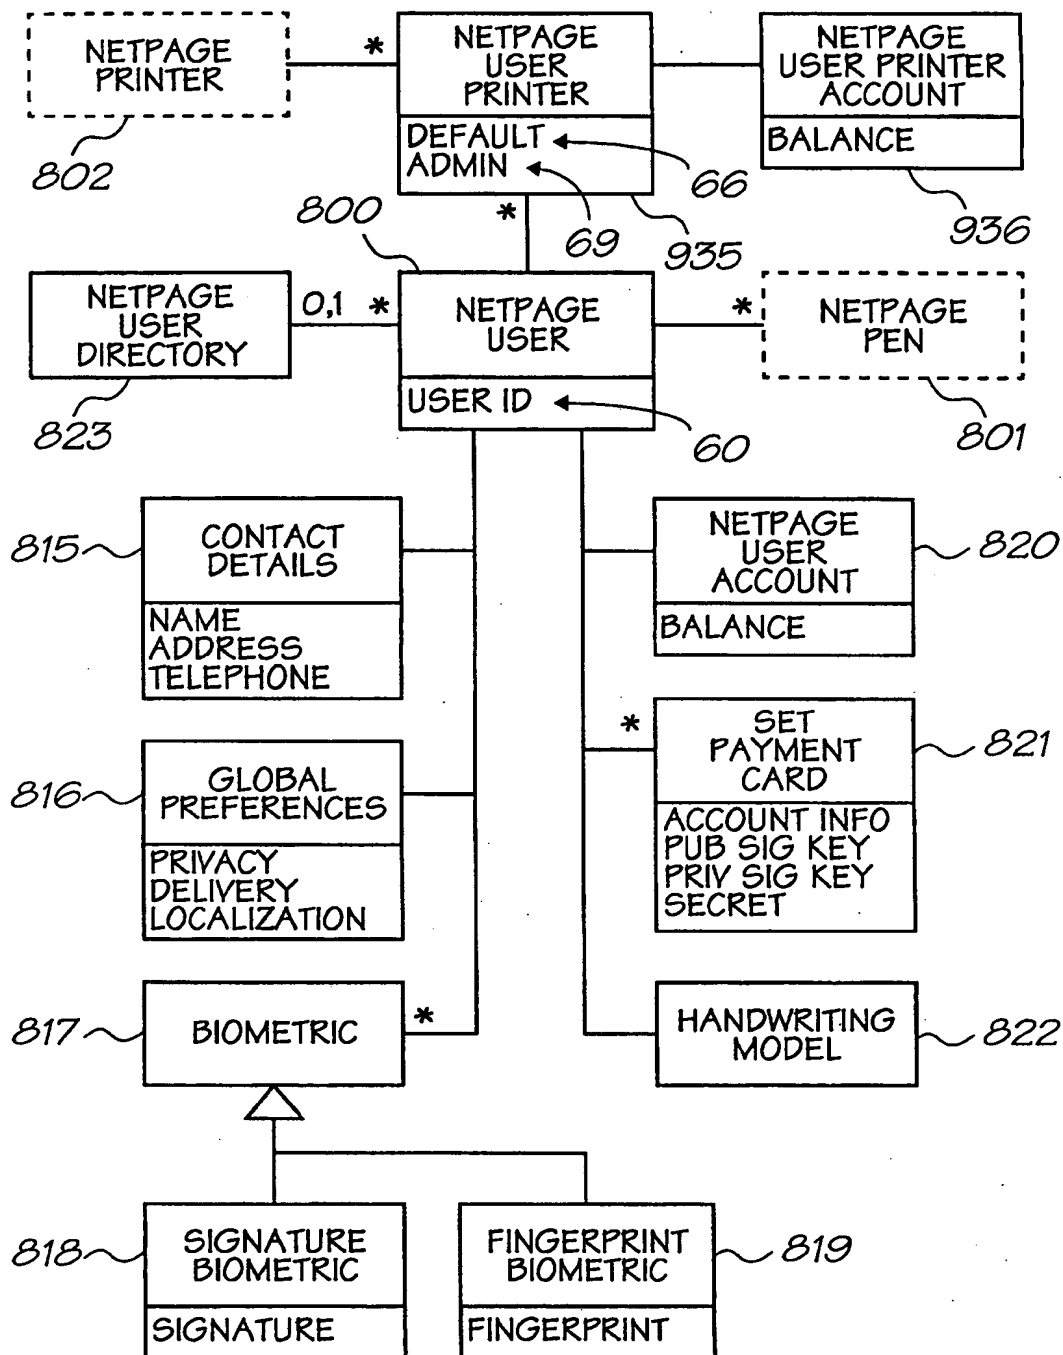 NETPAGE
PRINTER
802
*
NETPAGE
USER
PRINTER
DEFAULT
ADMIN
66
69
935
NETPAGE
USER PRINTER
ACCOUNT
BALANCE
936
*
800
NETPAGE
USER
DIRECTORY
823
0,1
*
NETPAGE
USER
USER ID
60
*
NETPAGE
PEN
801
815
CONTACT
DETAILS
NAME
ADDRESS
TELEPHONE
NETPAGE
USER
ACCOUNT
BALANCE
820
816
GLOBAL
PREFERENCES
PRIVACY
DELIVERY
LOCALIZATION
*
SET
PAYMENT
CARD
ACCOUNT INFO
PUB SIG KEY
PRIV SIG KEY
SECRET
821
817
BIOMETRIC
*
HANDWRITING
MODEL
822
818
SIGNATURE
BIOMETRIC
SIGNATURE
FINGERPRINT
BIOMETRIC
FINGERPRINT
819